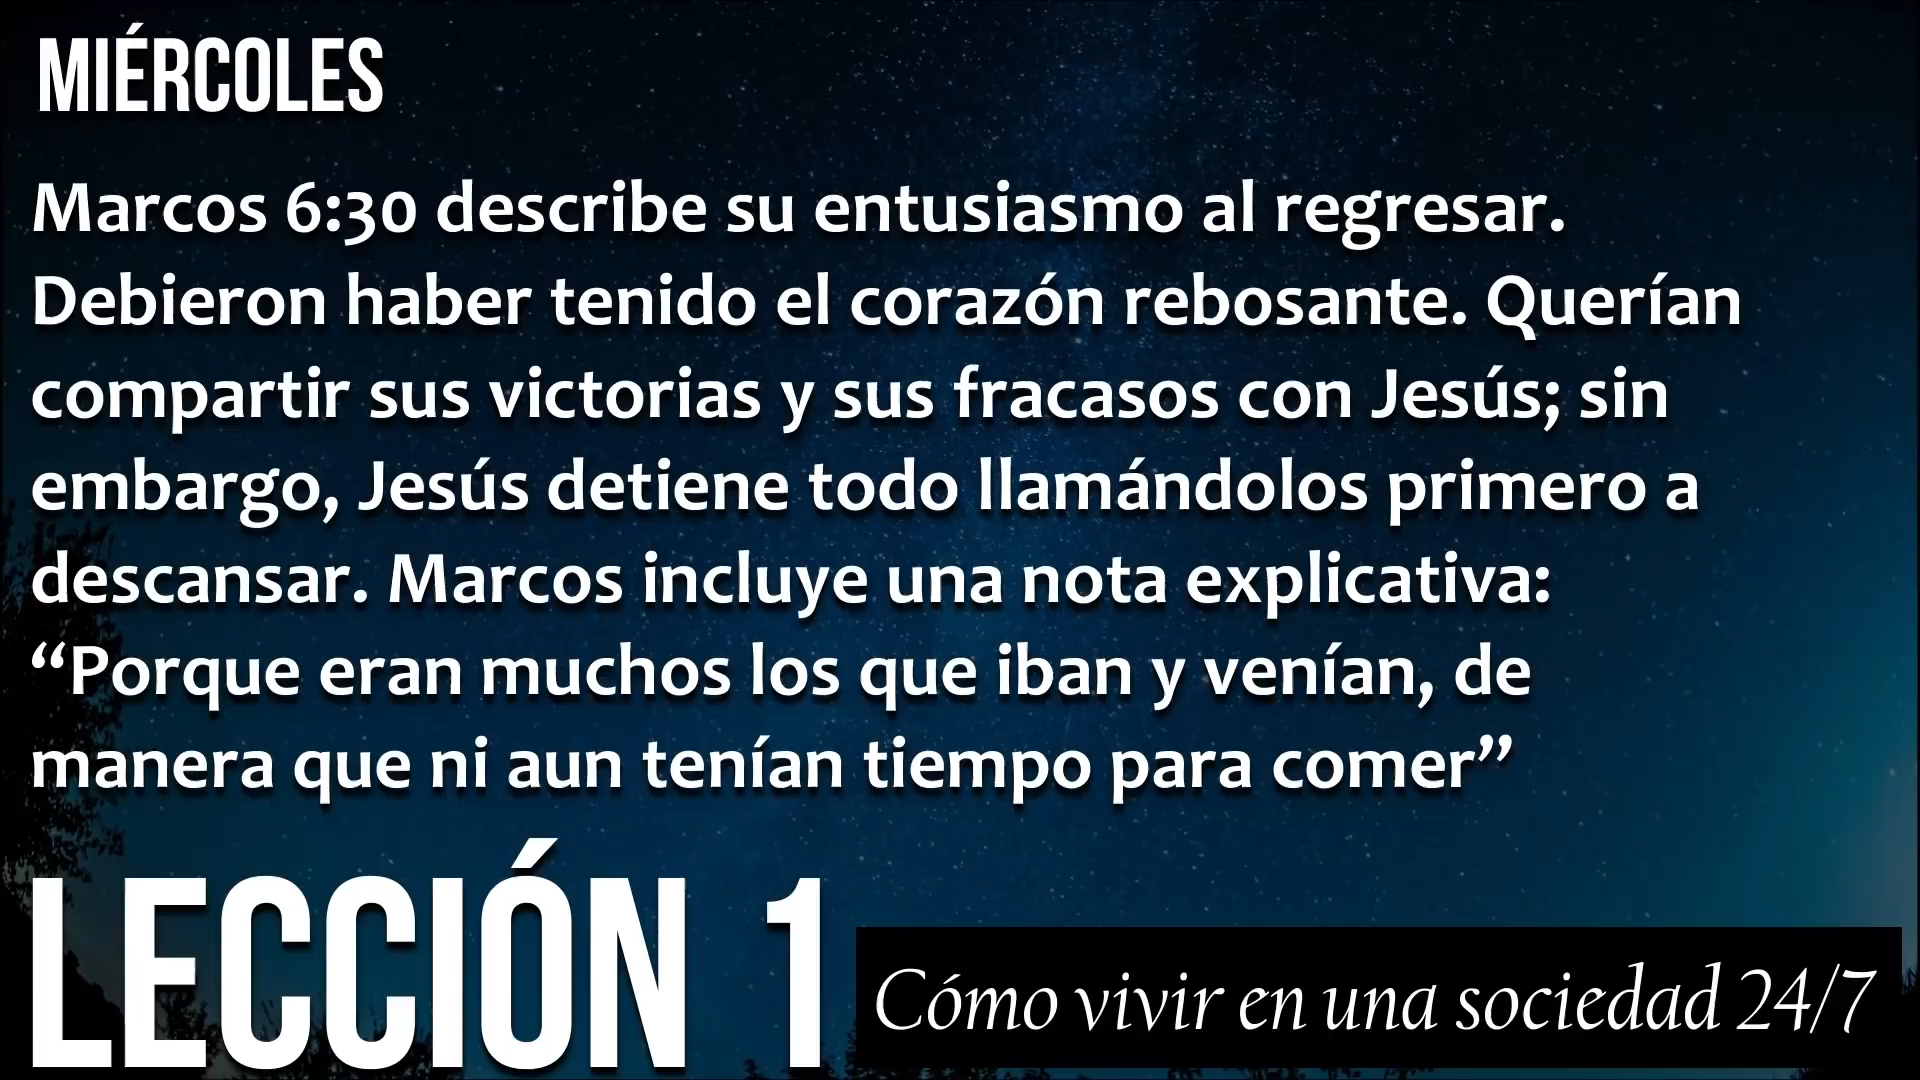 MIÉRCOLES
Marcos 6:30 describe su entusiasmo al regresar.
Debieron haber tenido el corazón rebosante. Querían
compartir sus victorias y sus fracasos con Jesús; sin
embargo, Jesús detiene todo llamándolos primero a
descansar. Marcos incluye una nota explicativa:
“Porque eran muchos los que iban y venían, de
manera que ni aun tenían tiempo para comer”
LECCIÓN 1
Cómo vivir en una sociedad 24/7